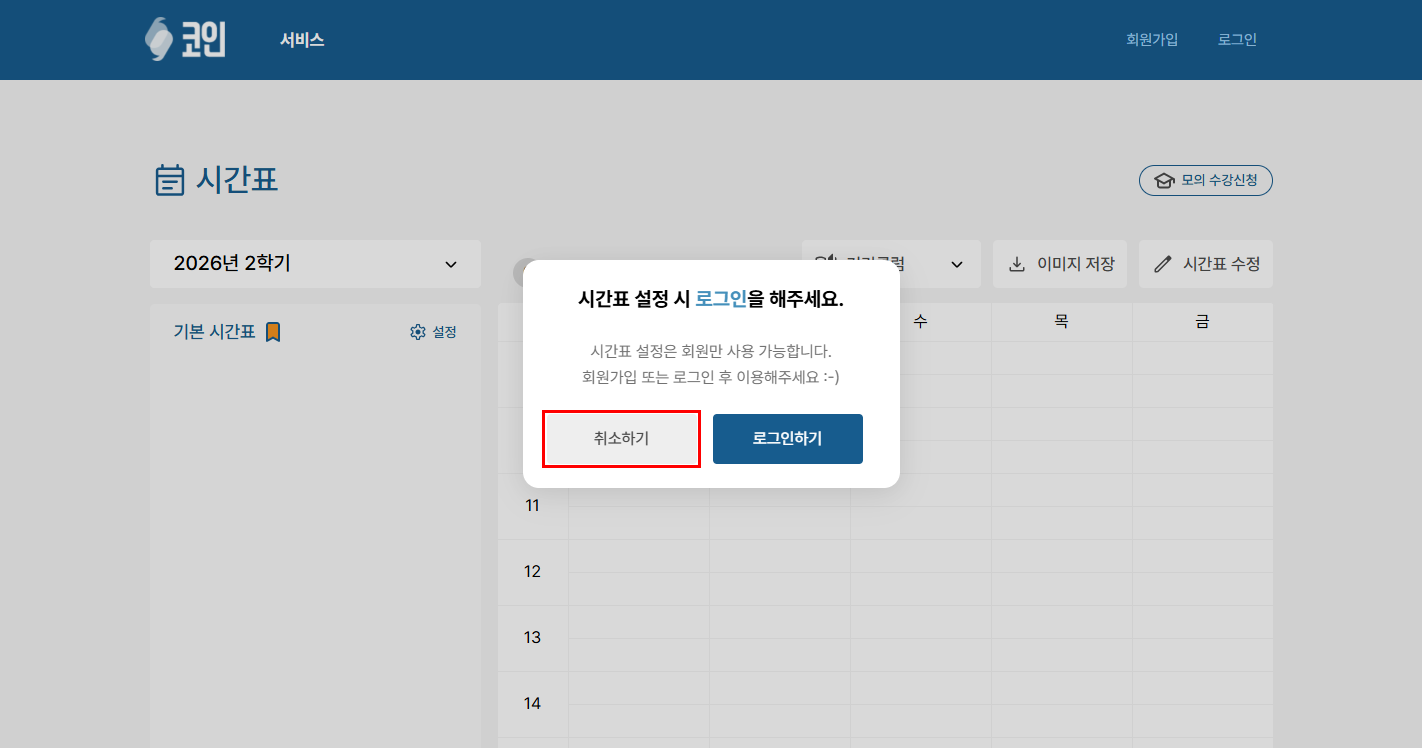 코인
서비스
회원가입
로그인
시간표
모의 수강신청
2026년 2학기
이미지 저장
시간표 수정
기본 시간표
설정
시간표 설정 시 로그인을 해주세요.
시간표 설정은 회원만 사용 가능합니다.
회원가입 또는 로그인 후 이용해주세요 :-)
취소하기
로그인하기
수
목
금
11
12
13
14